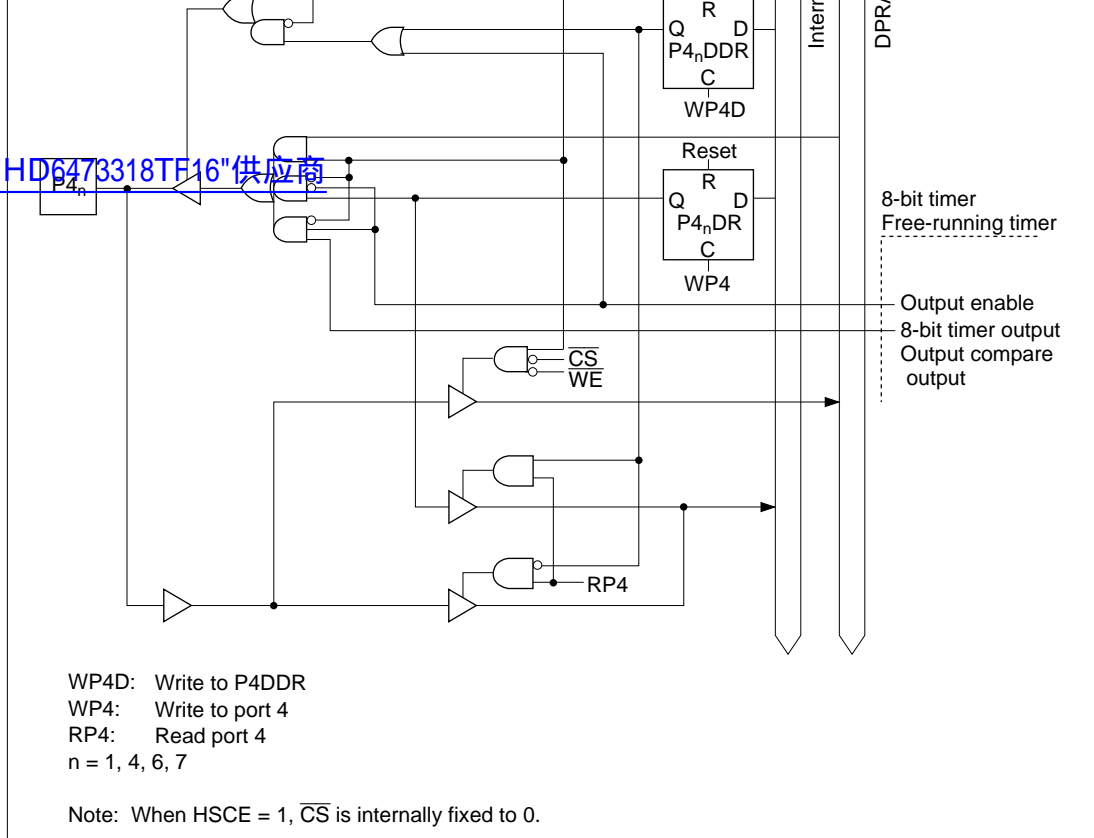 R
Q D
P4nDDR
C
WP4D
Intern
DPRA
Reset
R
Q D
P4nDR
C
WP4
HD6473318TF16"供应商
P4n
8-bit timer
Free-running timer
Output enable
8-bit timer output
Output compare
output
CS
WE
RP4
WP4D: Write to P4DDR
WP4: Write to port 4
RP4: Read port 4
n = 1, 4, 6, 7
Note: When HSCE = 1, CS is internally fixed to 0.